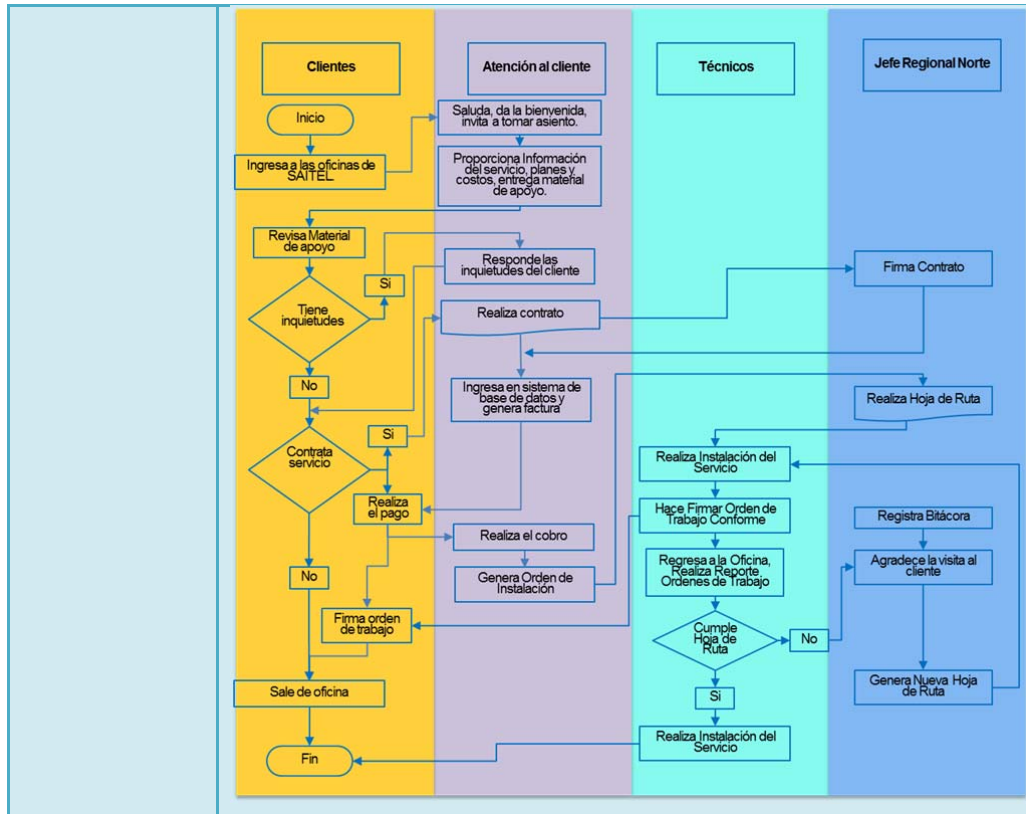 Clientes
Atención al cliente
Técnicos
Jefe Regional Norte
Inicio
Ingresa a las oficinas de
SAITEL.
Saluda, da la bienvenida,
invita a tomar asiento.
Proporciona Información
del servicio, planes y
costos, entrega material
de apoyo.
Revisa Material
de apoyo
Si
Responde las
inquietudes del cliente
Tiene
inquietudes
No
Realiza contrato
Firma Contrato
Ingresa en sistema de
base de datos y
genera factura
Realiza Hoja de Ruta
Contrata
servicio
Si
Realiza
el pago
No
Realiza el cobro
Genera Orden de
Instalación
Realiza Instalación del
Servicio
Hace Firmar Orden de
Trabajo Conforme
Regresa a la Oficina,
Realiza Reporte
Ordenes de Trabajo
Registra Bitácora
Agradece la visita al
cliente
Firma orden
de trabajo
Cumple
Hoja de
Ruta
No
Si
Genera Nueva Hoja
de Ruta
Sale de oficina
Realiza Instalación del
Servicio
Fin